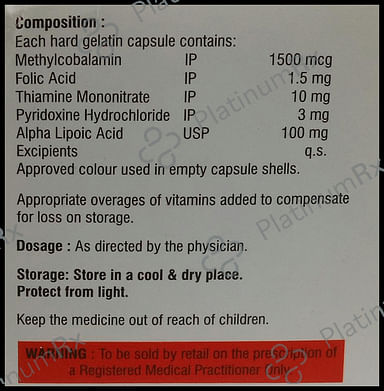 Composition :
Each hard gelatin capsule contains:
Methylcobalamin IP 1500 mcg
Folic Acid IP 1.5 mg
Thiamine Mononitrate IP 10 mg
Pyridoxine Hydrochloride IP 3 mg
Alpha Lipoic Acid USP 100 mg
Excipients q.s.
Approved colour used in empty capsule shells.
Appropriate overages of vitamins added to compensate
for loss on storage.
Dosage : As directed by the physician.
Storage: Store in a cool & dry place.
Protect from light.
Keep the medicine out of reach of children.
WARNING : To be sold by retail on the prescription of
a Registered Medical Practitioner Only.
PlatinumRx